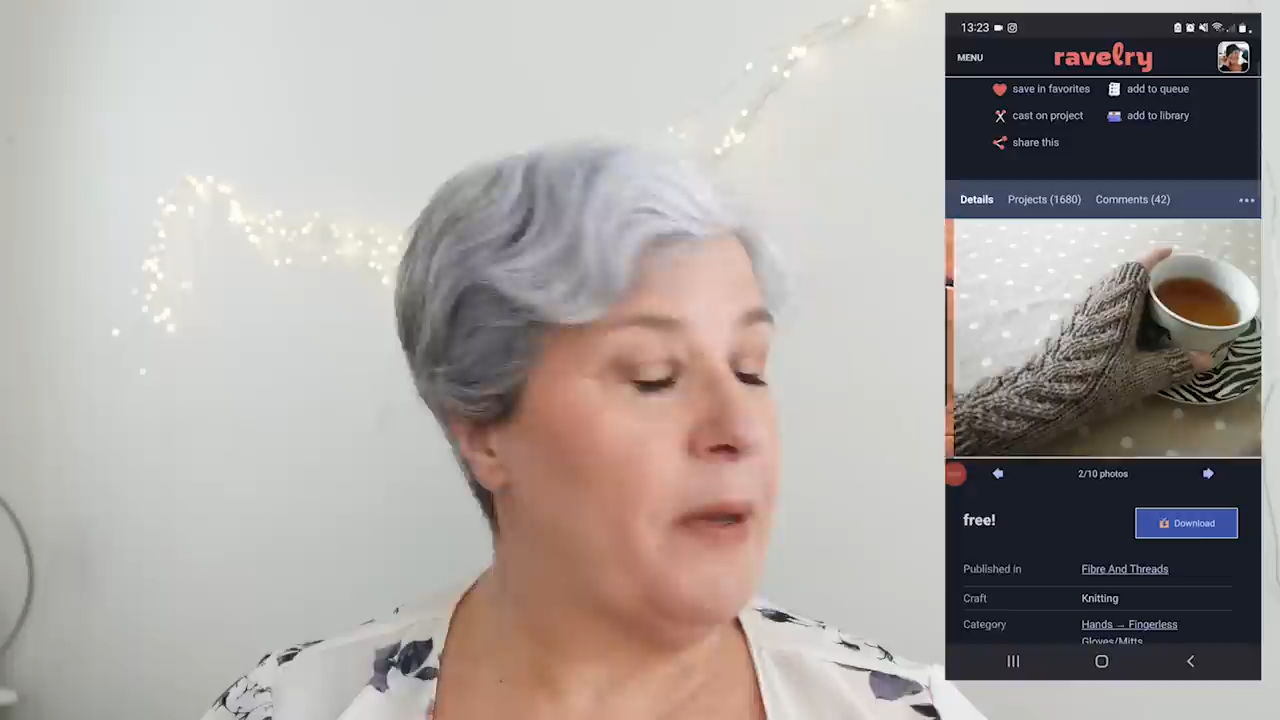 13:23
MENU
ravelry
save in favorites
add to queue
cast on project
add to library
share this
Details
Projects (1680)
Comments (42)
2/10 photos
free!
Download
Published in
Fibre And Threads
Craft
Knitting
Category
Hands → Fingerless
Gloves/Mitts